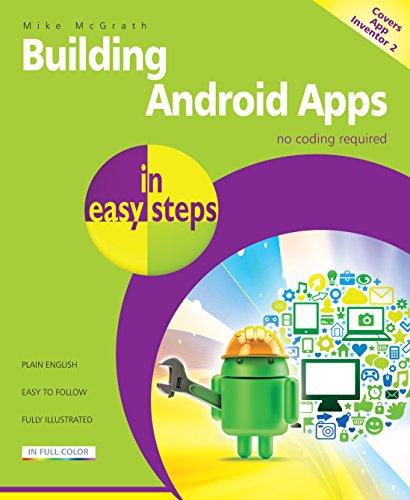 Mike McGrath
Covers
App
Inventor 2
Building
Android Apps
no coding required
in
easy steps
PLAIN ENGLISH
EASY TO FOLLOW
FULLY ILLUSTRATED
IN FULL COLOR